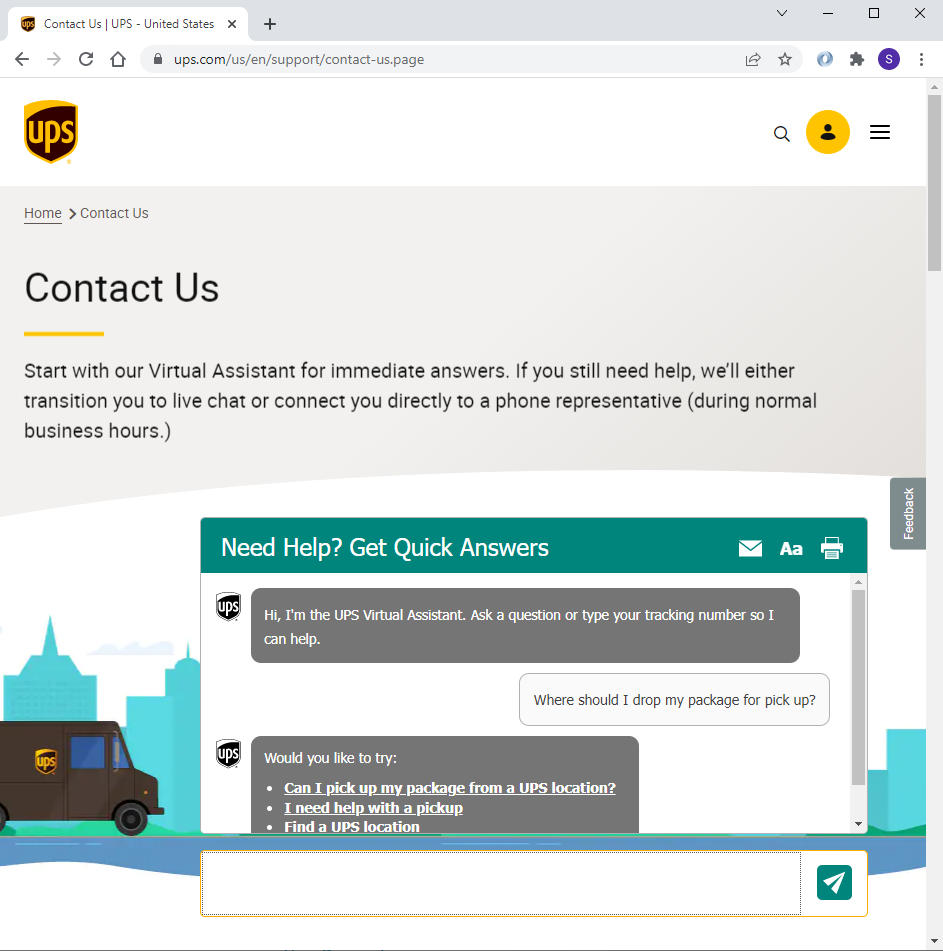 Contact Us | UPS - United States
ups.com/us/en/support/contact-us.page
S
ups
Home > Contact Us
Contact Us
Start with our Virtual Assistant for immediate answers. If you still need help, we'll either
transition you to live chat or connect you directly to a phone representative (during normal
business hours.)
Feedback
Need Help? Get Quick Answers
Aa
ups
Hi, I'm the UPS Virtual Assistant. Ask a question or type your tracking number so I
can help.
Where should I drop my package for pick up?
ups
Would you like to try:
• Can I pick up my package from a UPS location?
• I need help with a pickup
• Find a UPS location
ups